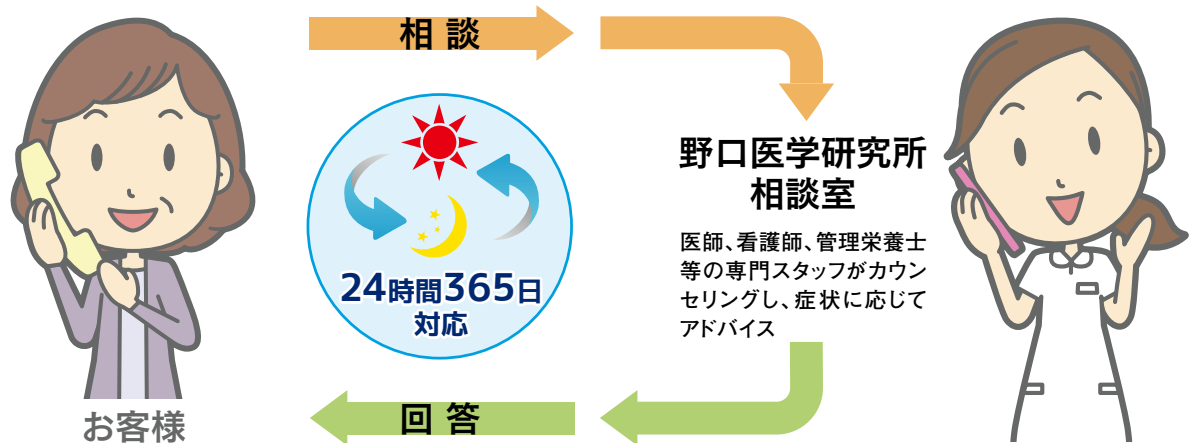 相談
24時間365日
対応
野口医学研究所
相談室
医師、看護師、管理栄養士
等の専門スタッフがカウン
セリングし、症状に応じて
アドバイス
回答
お客様